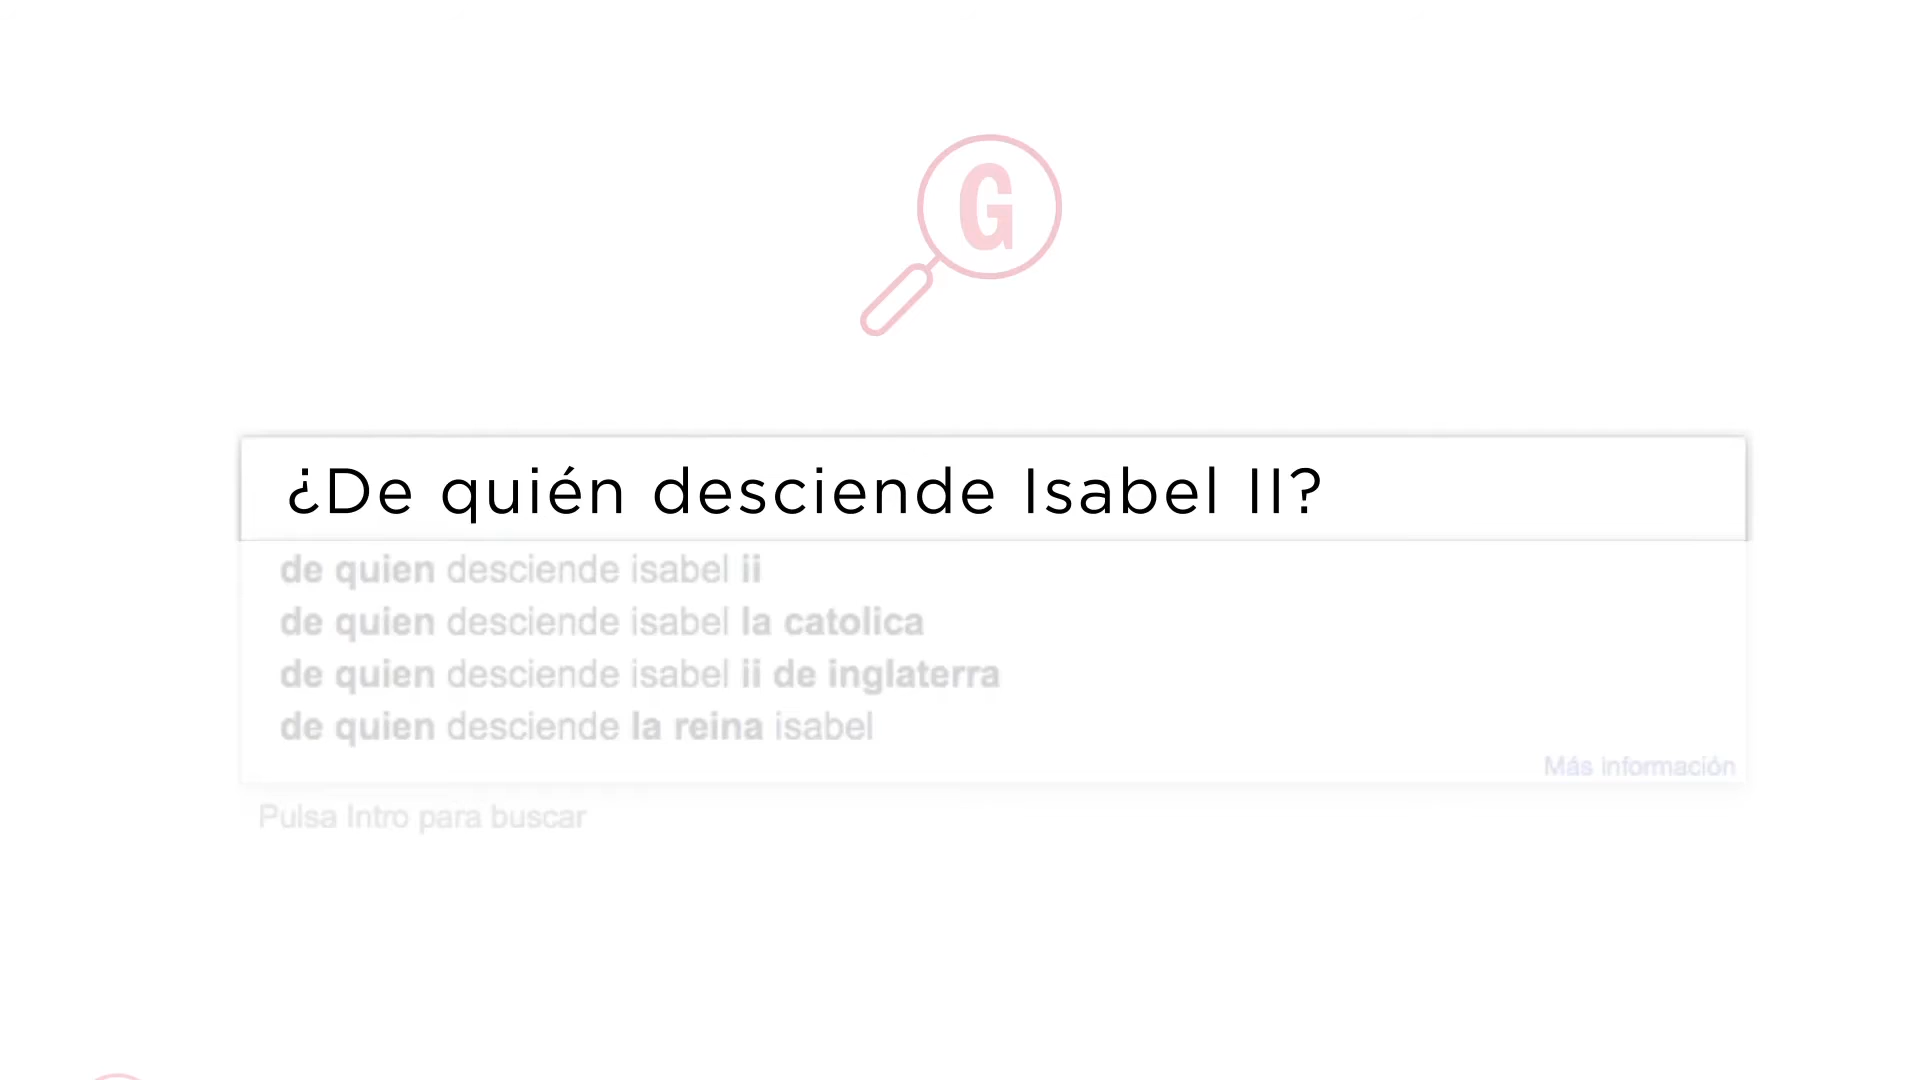 G
¿De quién desciende Isabel II?
de quien desciende isabel ii
de quien desciende isabel la catolica
de quien desciende isabel ii de inglaterra
de quien desciende la reina isabel
Más información
Pulsa Intro para buscar